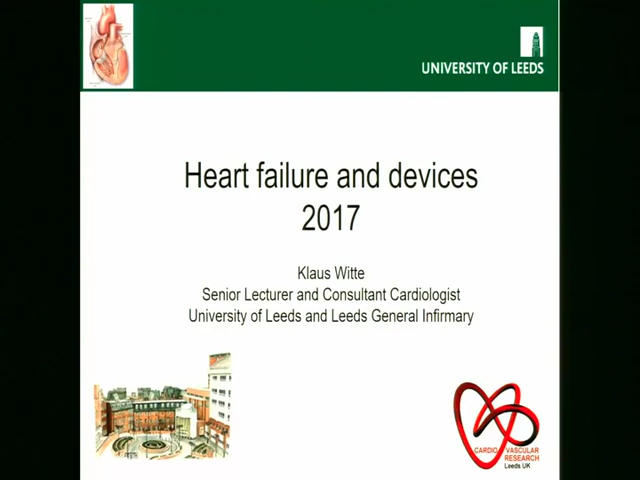 UNIVERSITY OF LEEDS
Heart failure and devices
2017
Klaus Witte
Senior Lecturer and Consultant Cardiologist
University of Leeds and Leeds General Infirmary
CARDIO VASCULAR
RESEARCH
Leeds UK